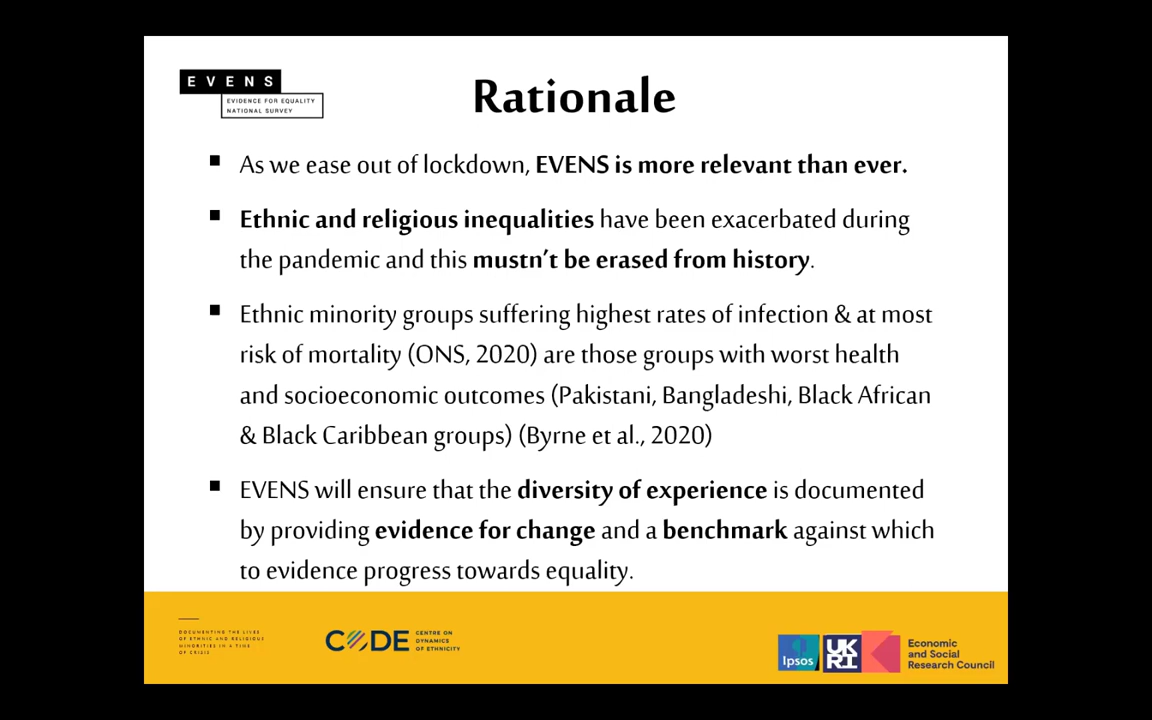 EVENS
EVIDENCE FOR EQUALITY
NATIONAL SURVEY
Rationale
▪ As we ease out of lockdown, EVENS is more relevant than ever.
▪ Ethnic and religious inequalities have been exacerbated during
the pandemic and this mustn’t be erased from history.
▪ Ethnic minority groups suffering highest rates of infection & at most
risk of mortality (ONS, 2020) are those groups with worst health
and socioeconomic outcomes (Pakistani, Bangladeshi, Black African
& Black Caribbean groups) (Byrne et al., 2020)
▪ EVENS will ensure that the diversity of experience is documented
by providing evidence for change and a benchmark against which
to evidence progress towards equality.
DOCUMENTING THE LIVES
OF ETHNIC AND RELIGIOUS
MINORITIES IN A TIME
OF CRISIS
CODE
CENTRE ON
DYNAMICS
OF ETHNICITY
Ipsos
UK
RI
Economic
and Social
Research Council